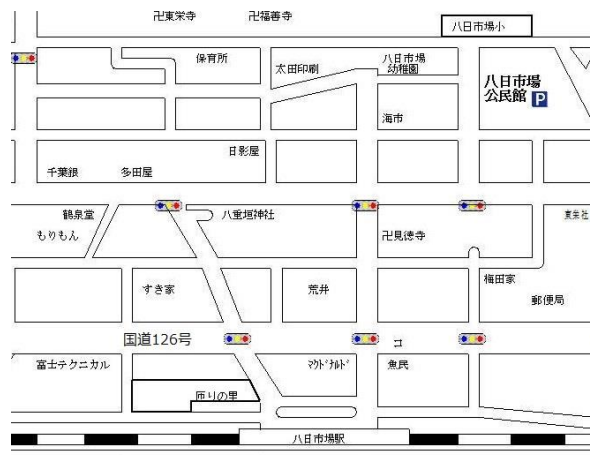 卍東栄寺
卍福善寺
八日市場小
保育所
太田印刷
八日市場
幼稚園
八日市場
公民館 P
海市
日影屋
千葉銀
多田屋
鶴泉堂
八重垣神社
東栄社
もりもん
卍見徳寺
すき家
荒井
梅田家
郵便局
国道126号
コ
富士テクニカル
マクドナルド
魚民
匝りの里
八日市場駅